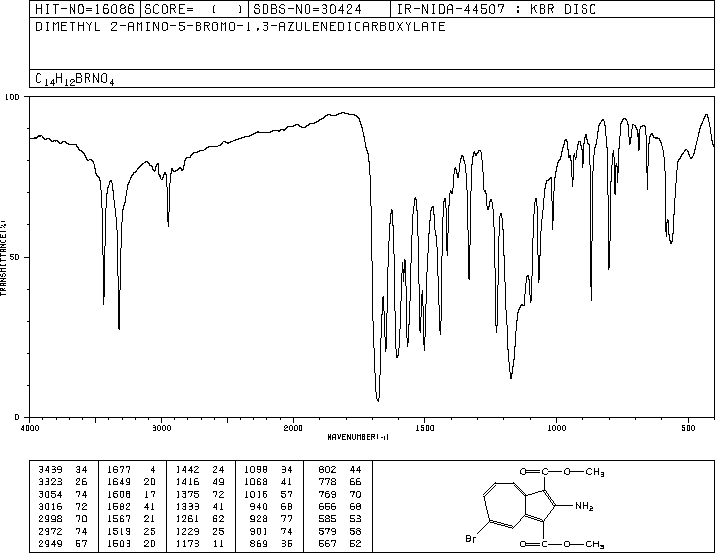 HIT-NO=16086 SCORE= ( ) SDBS-NO=30424 IR-NIDA-44507 : KBR DISC
DIMETHYL 2-AMINO-5-BROMO-1,3-AZULENEDICARBOXYLATE
C14H12BRNO4
100
50
0
TRANSMITTANCE(%)
4000 3000 2000 1500 1000 500
WAVENUMBER(-1)
3439 34 1677 4 1442 24 1098 34 802 44
3323 26 1649 20 1416 49 1068 41 778 66
3054 74 1608 17 1375 72 1016 57 769 70
3016 72 1582 41 1333 41 940 68 656 68
2998 70 1567 21 1261 62 928 77 585 53
2972 74 1519 25 1229 25 901 74 579 58
2949 57 1503 20 1173 11 869 35 567 52
O=C-O-CH3
NH2
Br
O=C-O-CH3